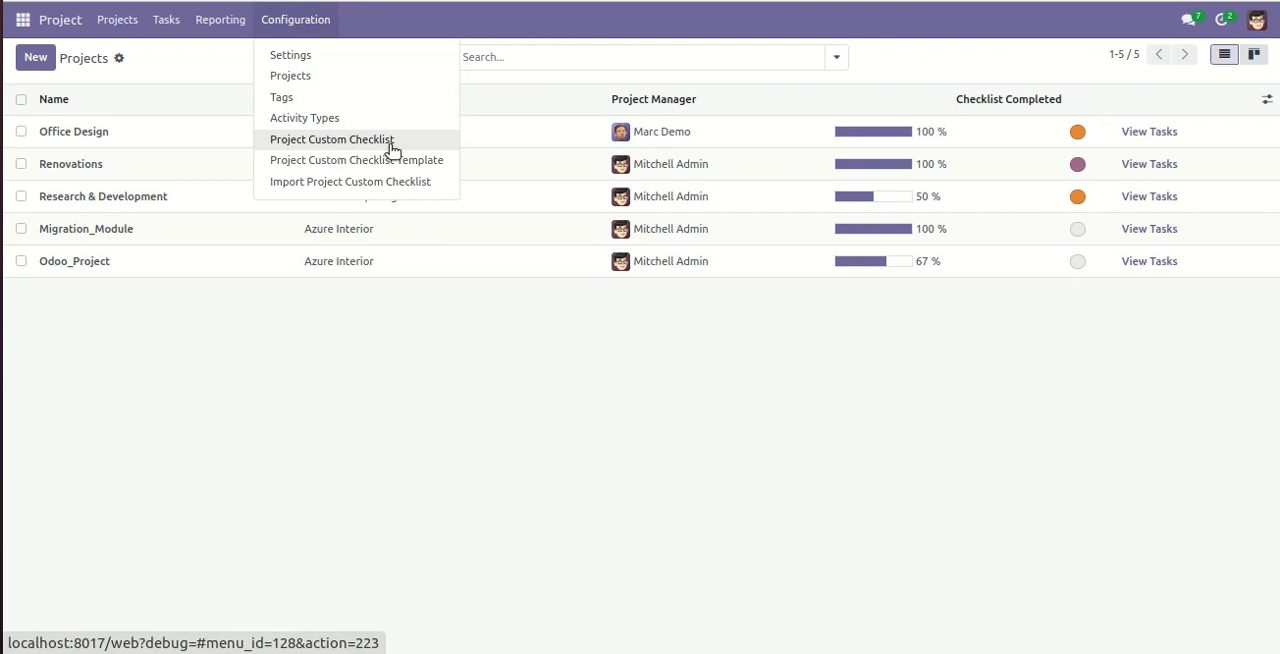 Project Projects Tasks Reporting Configuration 7 2
New Projects Search... 1-5 / 5
Settings
Projects
Tags
Activity Types
Project Custom Checklist
Project Custom Checklist Template
Import Project Custom Checklist
Name Project Manager Checklist Completed
Office Design Marc Demo 100 % View Tasks
Renovations Mitchell Admin 100 % View Tasks
Research & Development Mitchell Admin 50 % View Tasks
Migration_Module Azure Interior Mitchell Admin 100 % View Tasks
Odoo_Project Azure Interior Mitchell Admin 67 % View Tasks
localhost:8017/web?debug=#menu_id=128&action=223